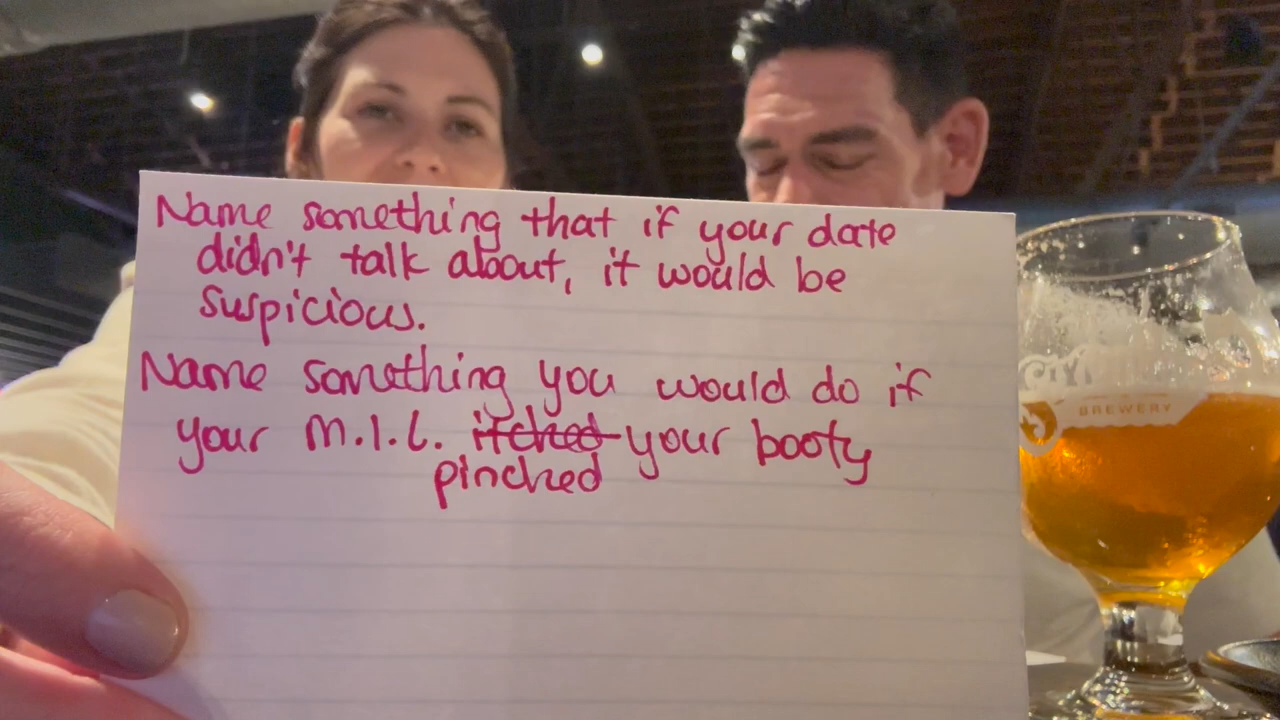 Name something that if your date
didn't talk about, it would be
suspicious.
Name something you would do if
your M.I.L. itched your booty
pinched
BREWERY